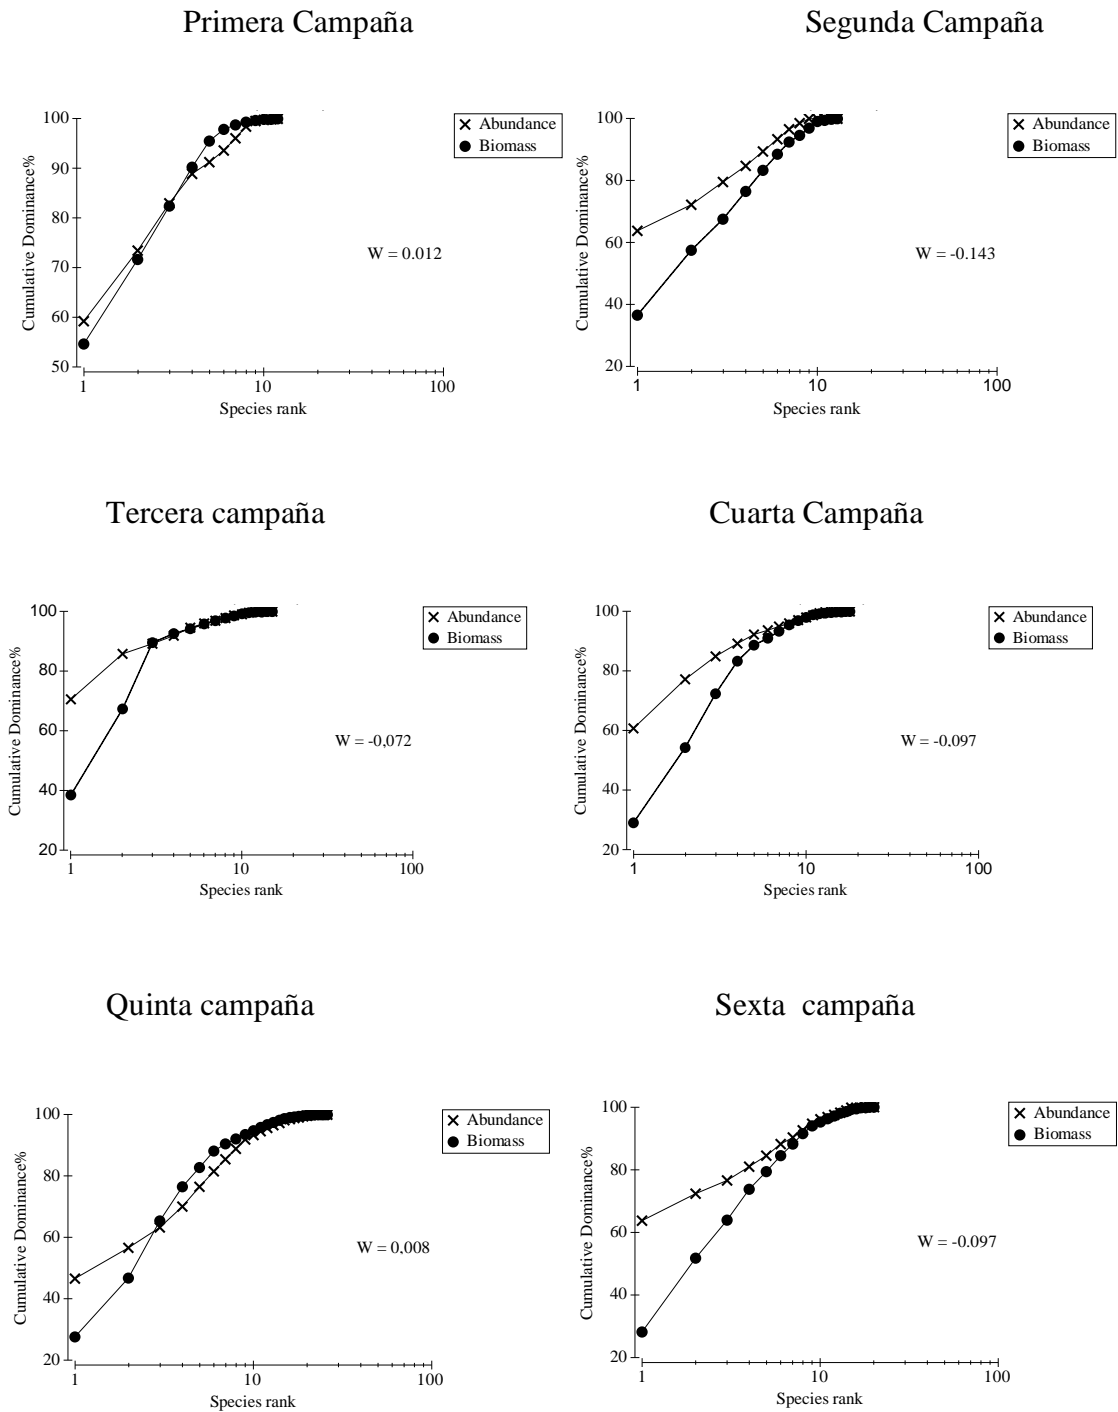 Primera Campaña
Segunda Campaña
100
90
80
70
60
50
Cumulative Dominance%
1
10
100
Species rank
W = 0.012
Abundance
Biomass
100
80
60
40
20
Cumulative Dominance%
1
10
100
Species rank
W = -0.143
Abundance
Biomass
Tercera campaña
Cuarta Campaña
100
80
60
40
20
Cumulative Dominance%
1
10
100
Species rank
W = -0,072
Abundance
Biomass
100
80
60
40
20
Cumulative Dominance%
1
10
100
Species rank
W = -0,097
Abundance
Biomass
Quinta campaña
Sexta campaña
100
80
60
40
20
Cumulative Dominance%
1
10
100
Species rank
W = 0,008
Abundance
Biomass
100
80
60
40
20
Cumulative Dominance%
1
10
100
Species rank
W = -0.097
Abundance
Biomass